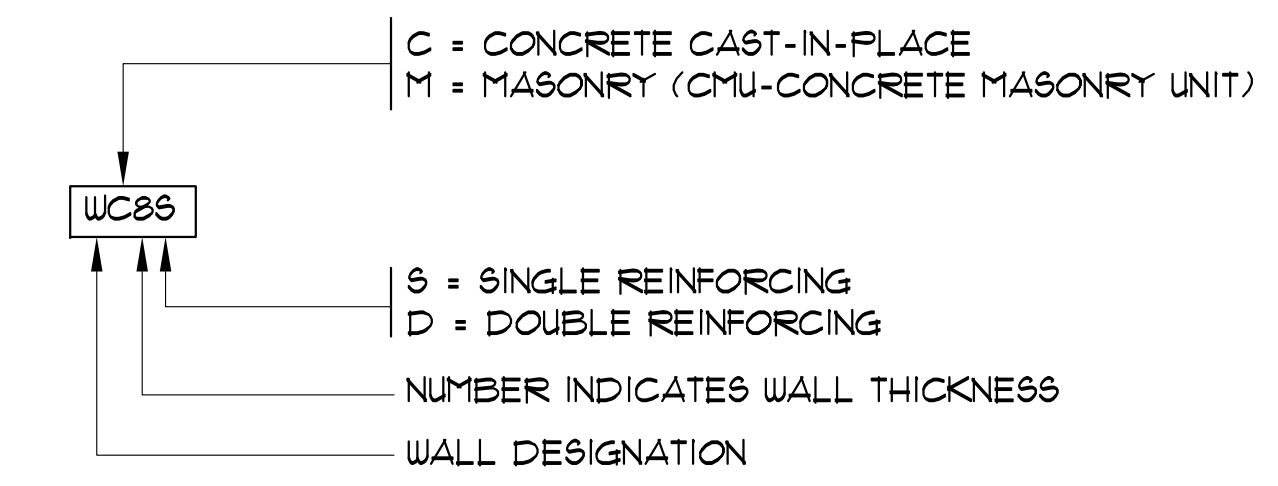 C = CONCRETE CAST-IN-PLACE
M = MASONRY (CMU-CONCRETE MASONRY UNIT)
WC8S
S = SINGLE REINFORCING
D = DOUBLE REINFORCING
NUMBER INDICATES WALL THICKNESS
WALL DESIGNATION